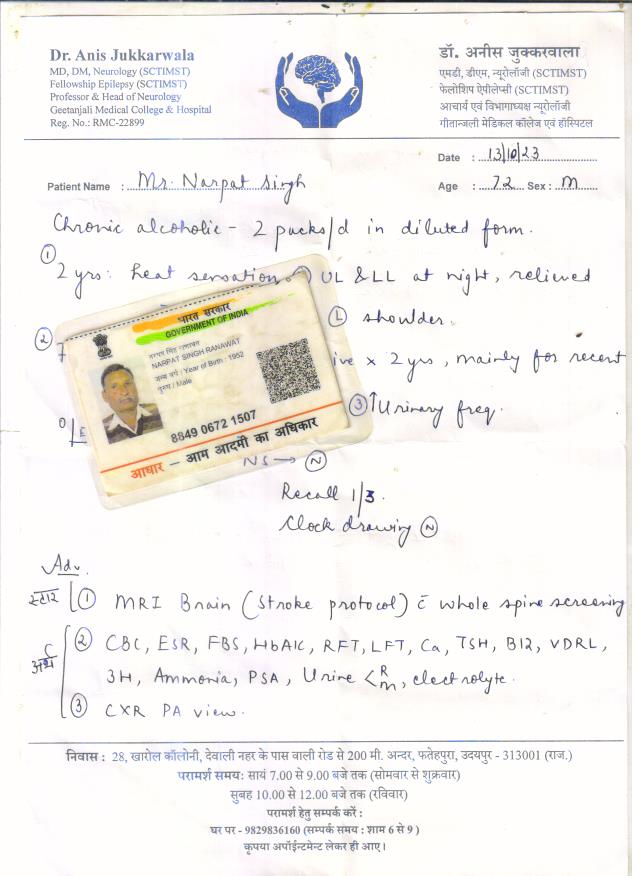 Dr. Anis Jukkarwala
MD, DM, Neurology (SCTIMST)
Fellowship Epilepsy (SCTIMST)
Professor & Head of Neurology
Geetanjali Medical College & Hospital
Reg. No.: RMC-22899
डॉ. अनीस जुक्करवाला
एमडी, डीएम, न्यूरोलॉजी (SCTIMST)
फेलोशिप ऐपीलेप्सी (SCTIMST)
आचार्य एवं विभागाध्यक्ष न्यूरोलॉजी
गीतान्जली मेडिकल कॉलेज एवं हॉस्पिटल
Date : 13/10/23
Patient Name : Mr. Narpat Singh
Age : 72 Sex : M
Chronic alcoholic - 2 packs/d in diluted form.
① 2 yrs: heat sensation UL & LL at night, relieved
Ⓛ shoulder.
② ive x 2 yrs, mainly for recent
③ ↑ Urinary freq.
O/E
भारत सरकार
GOVERNMENT OF INDIA
नरपत सिंह राणावत
NARPAT SINGH RANAWAT
जन्म वर्ष / Year of Birth : 1952
पुरुष / Male
8849 0672 1507
आधार - आम आदमी का अधिकार
NS → Ⓝ
Recall 1/3.
Clock drawing Ⓝ
Adv.
① MRI Brain (Stroke protocol) c̄ whole spine screening
② CBC, ESR, FBS, HbA1C, RFT, LFT, Ca, TSH, B12, VDRL,
3H, Ammonia, PSA, Urine < R/M, electrolyte.
③ CXR PA view.
निवास : 28, खारोल कॉलोनी, देवाली नहर के पास वाली रोड से 200 मी. अन्दर, फतेहपुरा, उदयपुर - 313001 (राज.)
परामर्श समय: सायं 7.00 से 9.00 बजे तक (सोमवार से शुक्रवार)
सुबह 10.00 से 12.00 बजे तक (रविवार)
परामर्श हेतु सम्पर्क करें :
घर पर - 9829836160 (सम्पर्क समय : शाम 6 से 9 )
कृपया अपॉईन्टमेन्ट लेकर ही आए।